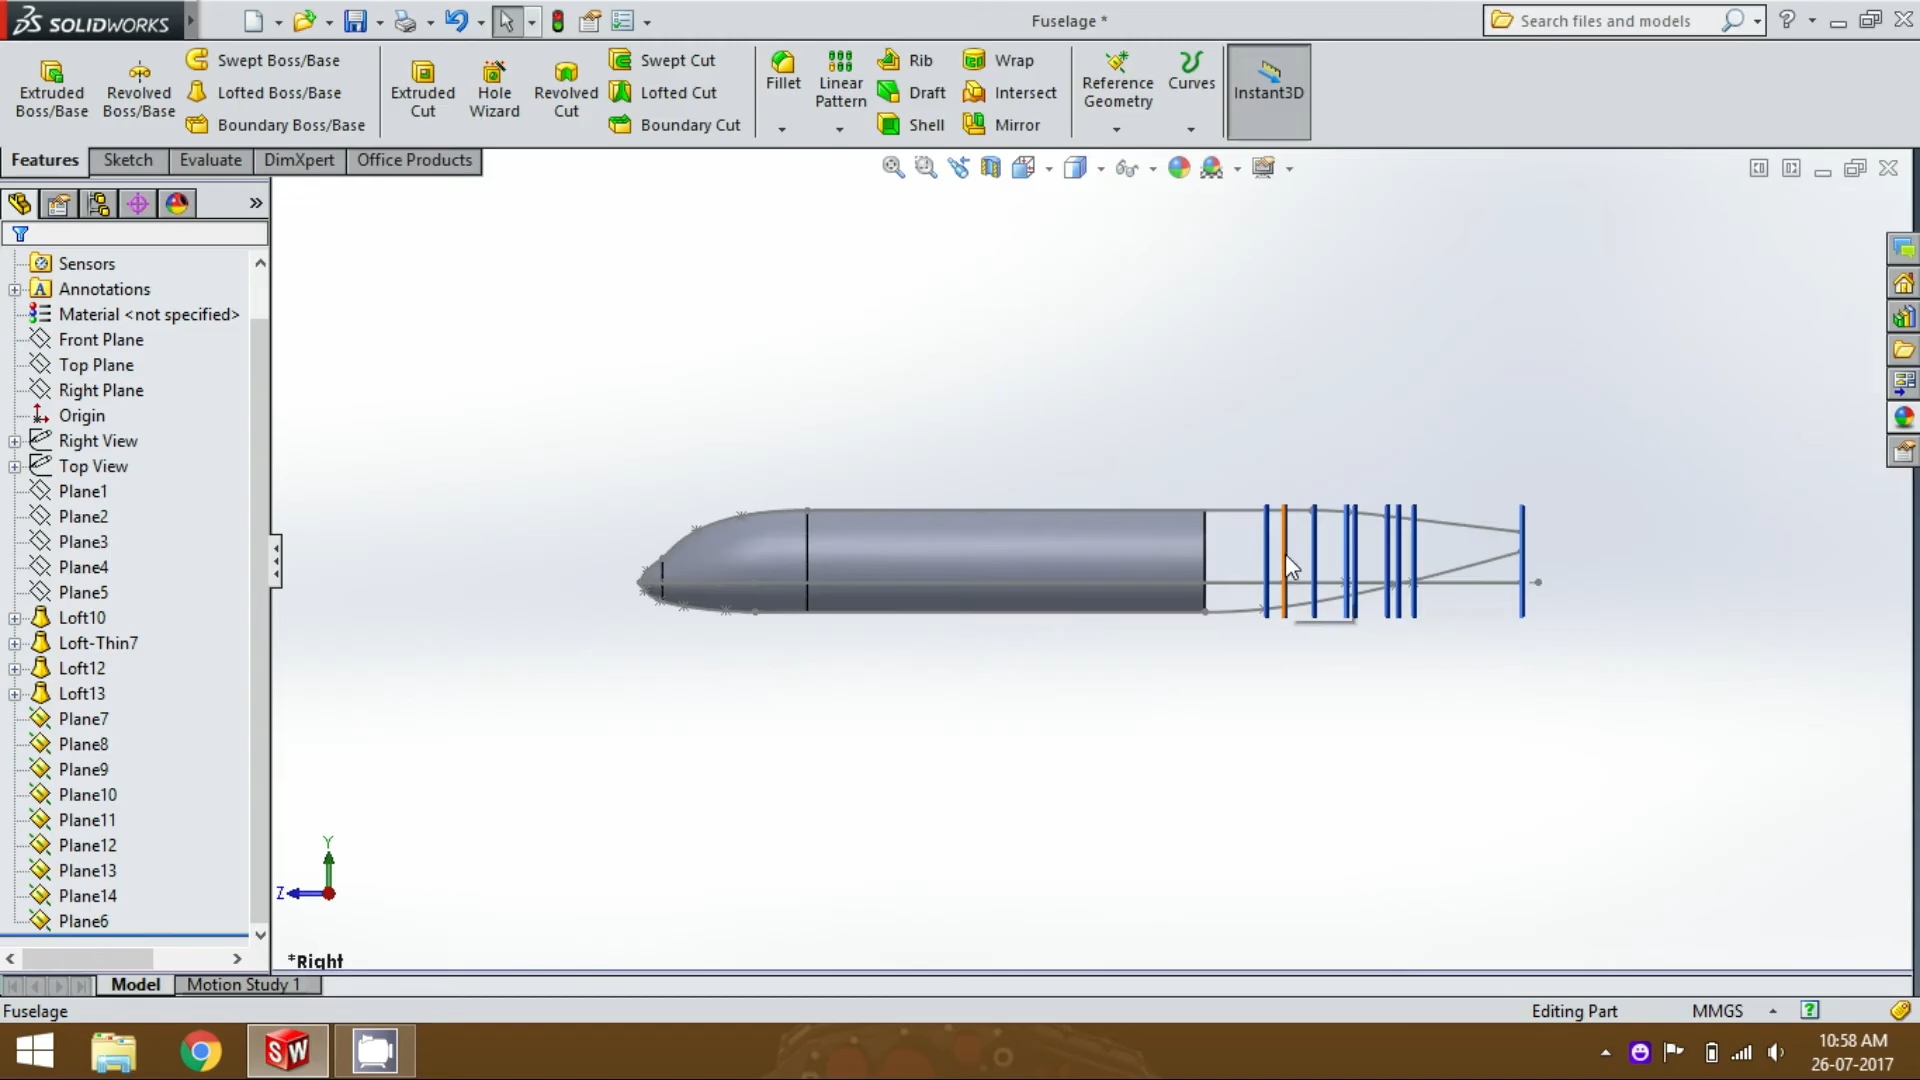 SOLIDWORKS
Fuselage *
Search files and models
Extruded Boss/Base
Revolved Boss/Base
Swept Boss/Base
Lofted Boss/Base
Boundary Boss/Base
Extruded Cut
Hole Wizard
Revolved Cut
Swept Cut
Lofted Cut
Boundary Cut
Fillet
Linear Pattern
Rib
Draft
Shell
Wrap
Intersect
Mirror
Reference Geometry
Curves
Instant3D
Features
Sketch
Evaluate
DimXpert
Office Products
Sensors
Annotations
Material <not specified>
Front Plane
Top Plane
Right Plane
Origin
Right View
Top View
Plane1
Plane2
Plane3
Plane4
Plane5
Loft10
Loft-Thin7
Loft12
Loft13
Plane7
Plane8
Plane9
Plane10
Plane11
Plane12
Plane13
Plane14
Plane6
Y
Z
*Right
Model
Motion Study 1
Fuselage
Editing Part
MMGS
SW
10:58 AM
26-07-2017